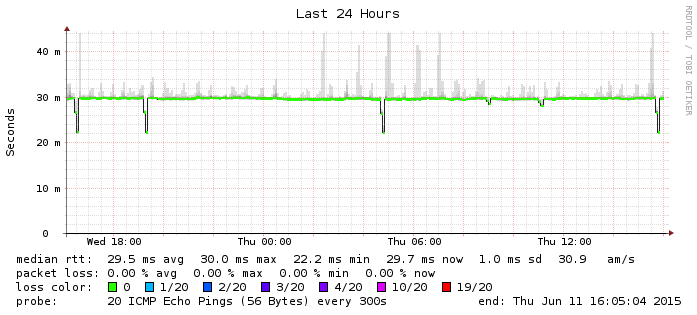 Last 24 Hours
RRDTOOL / TOBI OETIKER
Seconds
40 m
30 m
20 m
10 m
0
Wed 18:00 Thu 00:00 Thu 06:00 Thu 12:00
median rtt: 29.5 ms avg 30.0 ms max 22.2 ms min 29.7 ms now 1.0 ms sd 30.9 am/s
packet loss: 0.00 % avg 0.00 % max 0.00 % min 0.00 % now
loss color: 0 1/20 2/20 3/20 4/20 10/20 19/20
probe: 20 ICMP Echo Pings (56 Bytes) every 300s end: Thu Jun 11 16:05:04 2015